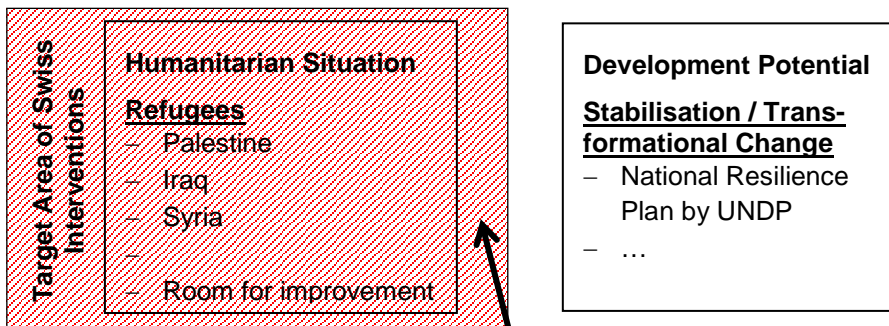 Target Area of Swiss
Interventions
Humanitarian Situation
Refugees
– Palestine
– Iraq
– Syria
–
– Room for improvement
Development Potential
Stabilisation / Trans-
formational Change
– National Resilience
Plan by UNDP
– …